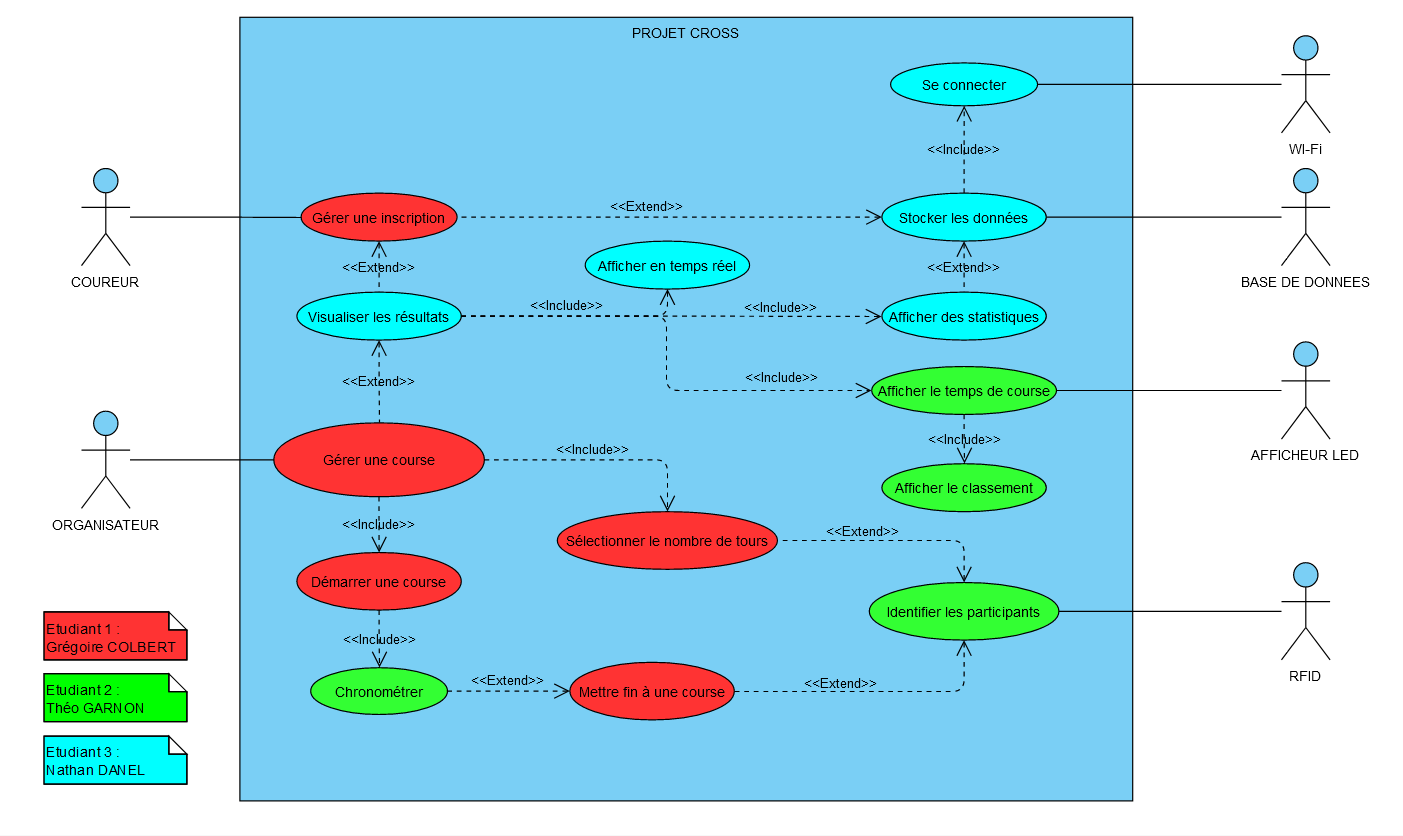 PROJET CROSS
Se connecter
WI-Fi
<<Include>>
COUREUR
Gérer une inscription
<<Extend>>
Stocker les données
BASE DE DONNEES
<<Extend>>
Afficher en temps réel
<<Extend>>
Visualiser les résultats
<<Include>>
<<Include>>
Afficher des statistiques
<<Extend>>
<<Include>>
Afficher le temps de course
AFFICHEUR LED
<<Include>>
ORGANISATEUR
Gérer une course
<<Include>>
Afficher le classement
<<Include>>
Sélectionner le nombre de tours
<<Extend>>
Démarrer une course
Identifier les participants
RFID
<<Include>>
Chronométrer
<<Extend>>
Mettre fin à une course
<<Extend>>
Etudiant 1 :
Grégoire COLBERT
Etudiant 2 :
Théo GARNON
Etudiant 3 :
Nathan DANEL